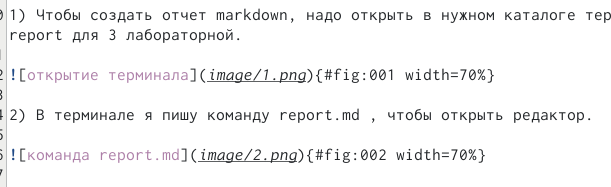 1) Чтобы создать отчет markdown, надо открыть в нужном каталоге тер
report для 3 лабораторной.
![открытие терминала](image/1.png){#fig:001 width=70%}
2) В терминале я пишу команду report.md , чтобы открыть редактор.
![команда report.md](image/2.png){#fig:002 width=70%}